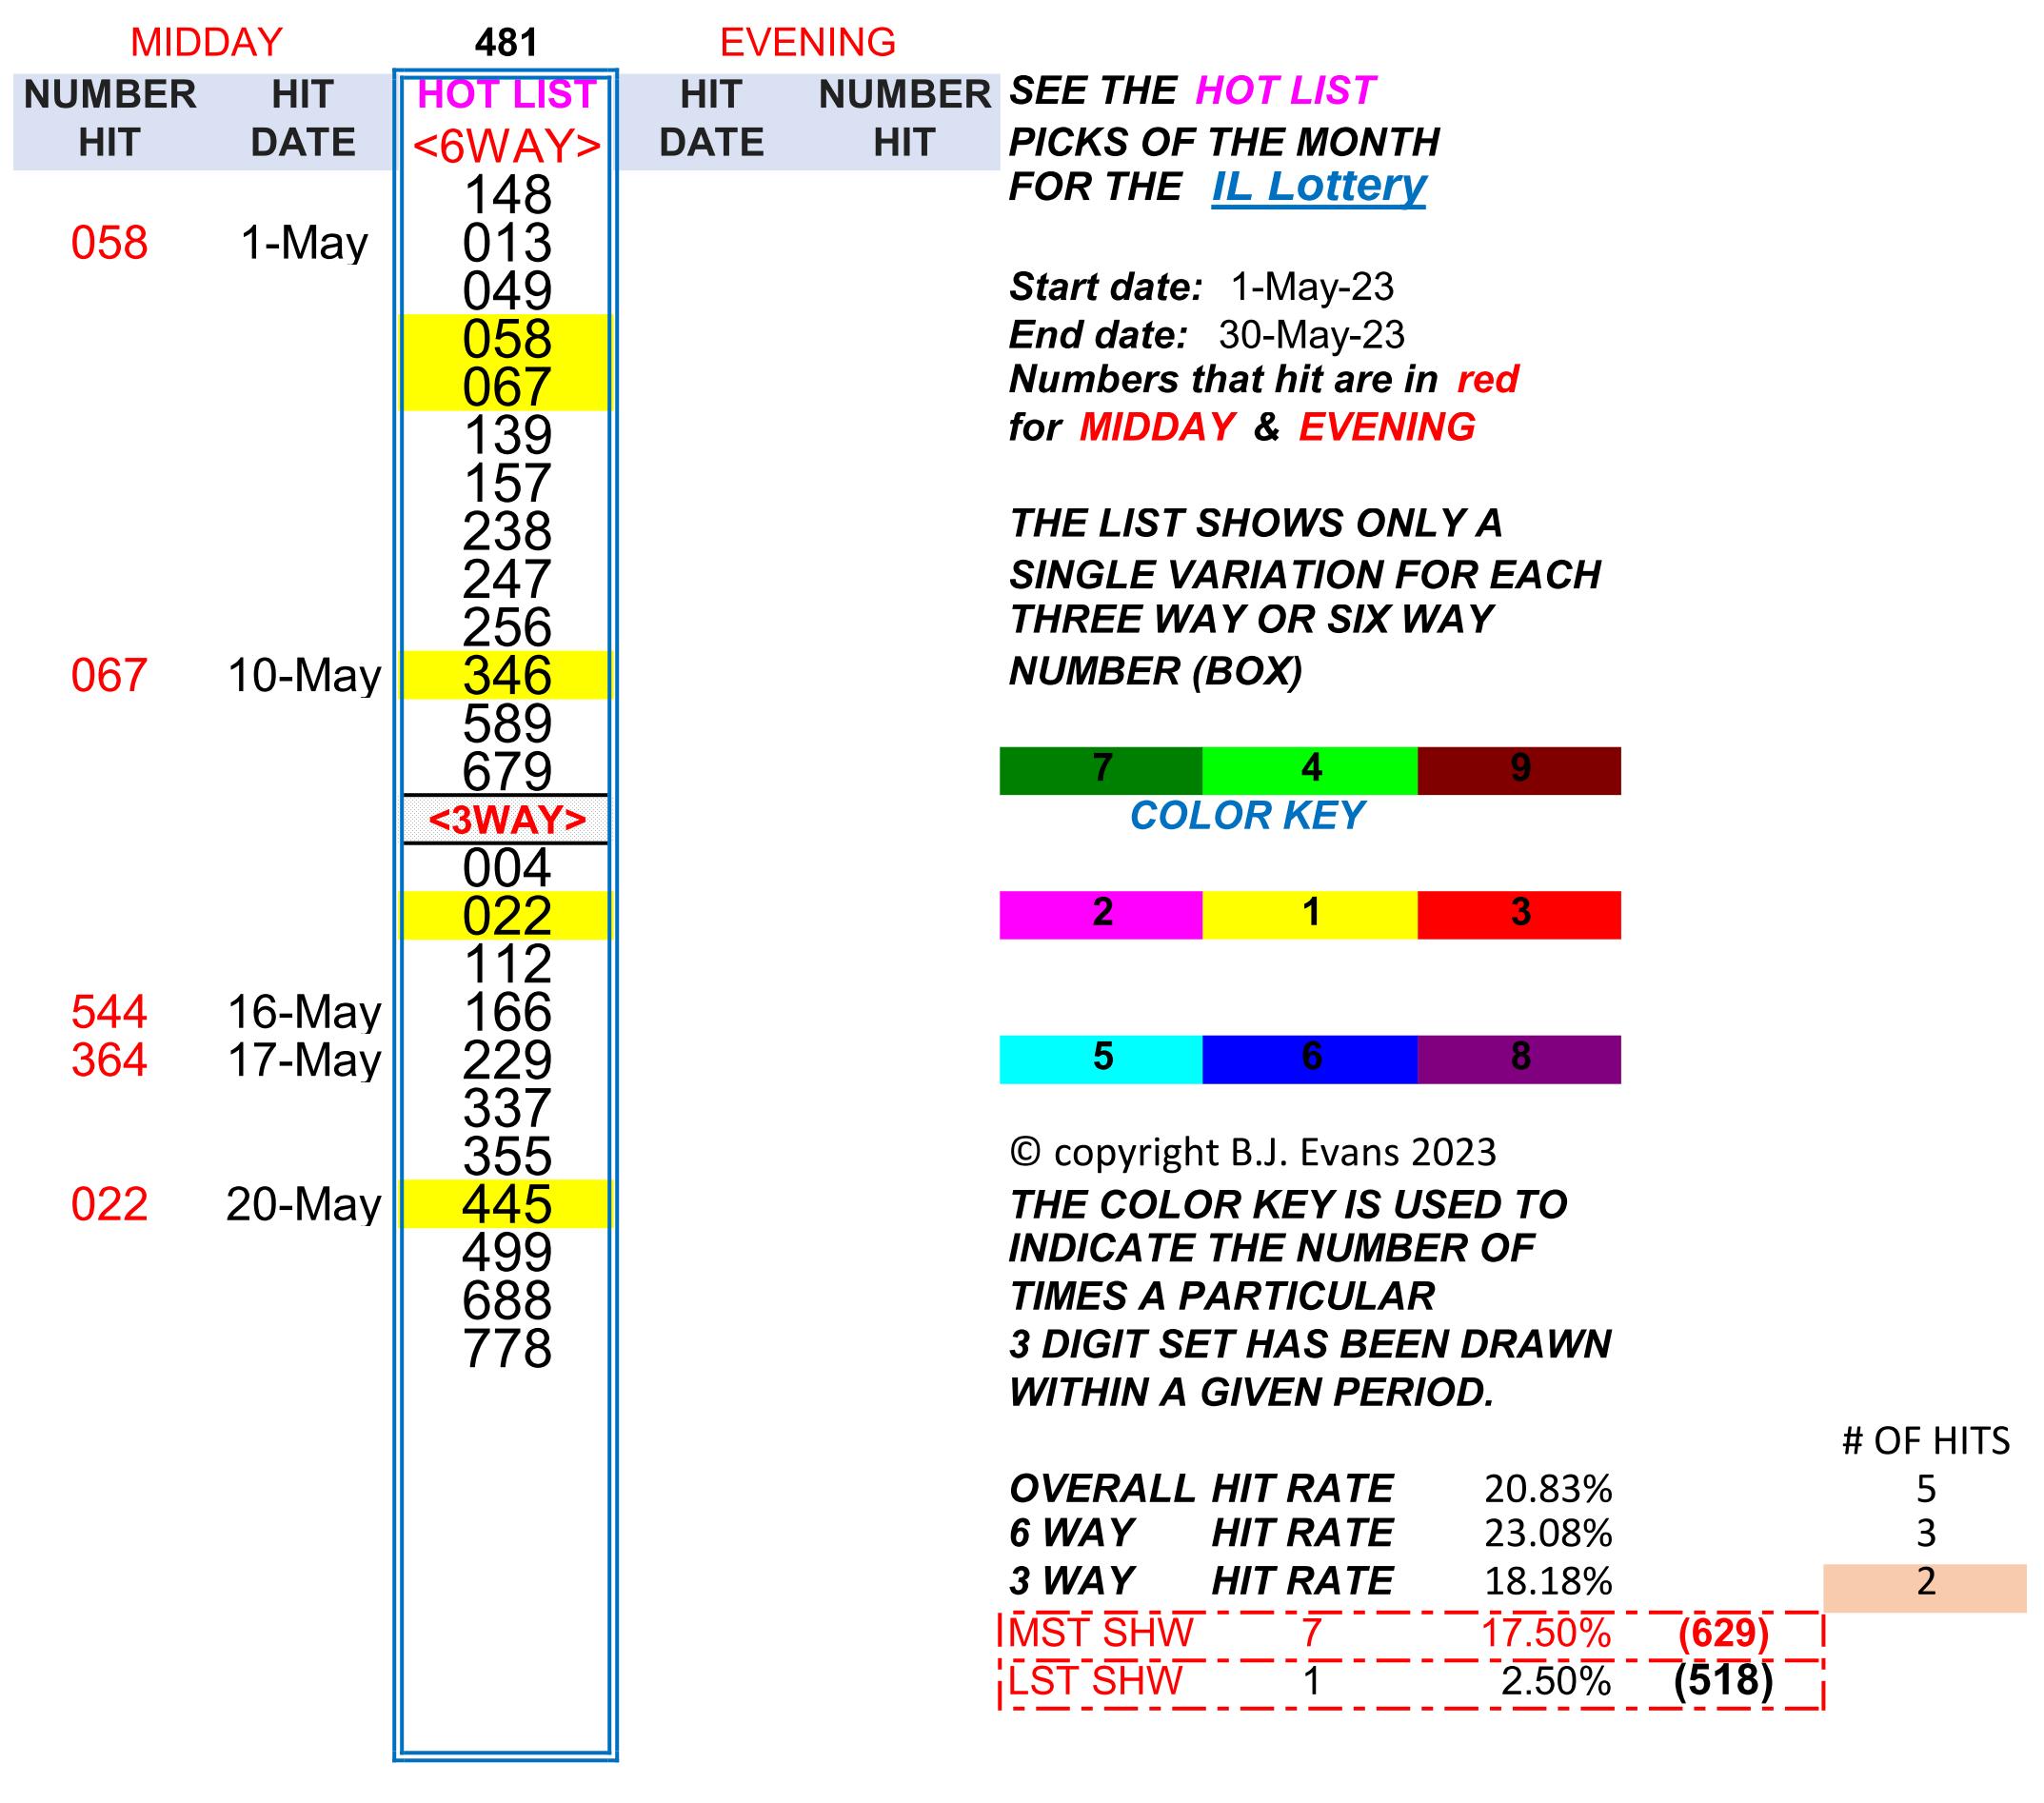 MIDDAY 481 EVENING
NUMBER HIT HOT LIST HIT NUMBER SEE THE HOT LIST
HIT DATE <6WAY> DATE HIT PICKS OF THE MONTH
148 FOR THE IL Lottery
058 1-May 013
049 Start date: 1-May-23
058 End date: 30-May-23
067 Numbers that hit are in red
139 for MIDDAY & EVENING
157
238 THE LIST SHOWS ONLY A
247 SINGLE VARIATION FOR EACH
256 THREE WAY OR SIX WAY
067 10-May 346 NUMBER (BOX)
589
679 7 4 9
<3WAY> COLOR KEY
004
022 2 1 3
112
544 16-May 166
364 17-May 229 5 6 8
337
355 © copyright B.J. Evans 2023
022 20-May 445 THE COLOR KEY IS USED TO
499 INDICATE THE NUMBER OF
688 TIMES A PARTICULAR
778 3 DIGIT SET HAS BEEN DRAWN
WITHIN A GIVEN PERIOD.
# OF HITS
OVERALL HIT RATE 20.83% 5
6 WAY HIT RATE 23.08% 3
3 WAY HIT RATE 18.18% 2
MST SHW 7 17.50% (629)
LST SHW 1 2.50% (518)